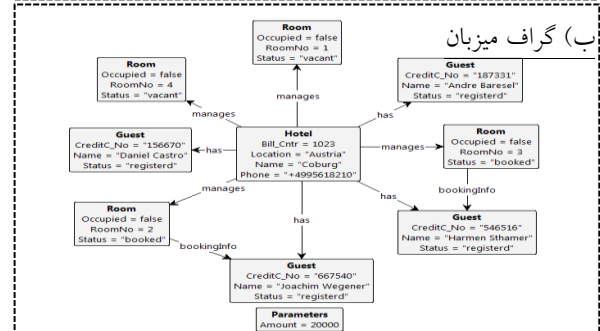 ب) گراف میزبان
Room
Occupied = false
RoomNo = 1
Status = "vacant"
Room
Occupied = false
RoomNo = 4
Status = "vacant"
Guest
CreditC_No = "187331"
Name = "Andre Baresel"
Status = "registerd"
manages
manages
has
Guest
CreditC_No = "156670"
Name = "Daniel Castro"
Status = "registerd"
has
Hotel
Bill_Cntr = 1023
Location = "Austria"
Name = "Coburg"
Phone = "+4995618210"
manages
Room
Occupied = false
RoomNo = 3
Status = "booked"
manages
has
has
bookingInfo
Room
Occupied = false
RoomNo = 2
Status = "booked"
bookingInfo
Guest
CreditC_No = "546516"
Name = "Harmen Sthamer"
Status = "registerd"
Guest
CreditC_No = "667540"
Name = "Joachim Wegener"
Status = "registerd"
Parameters
Amount = 20000